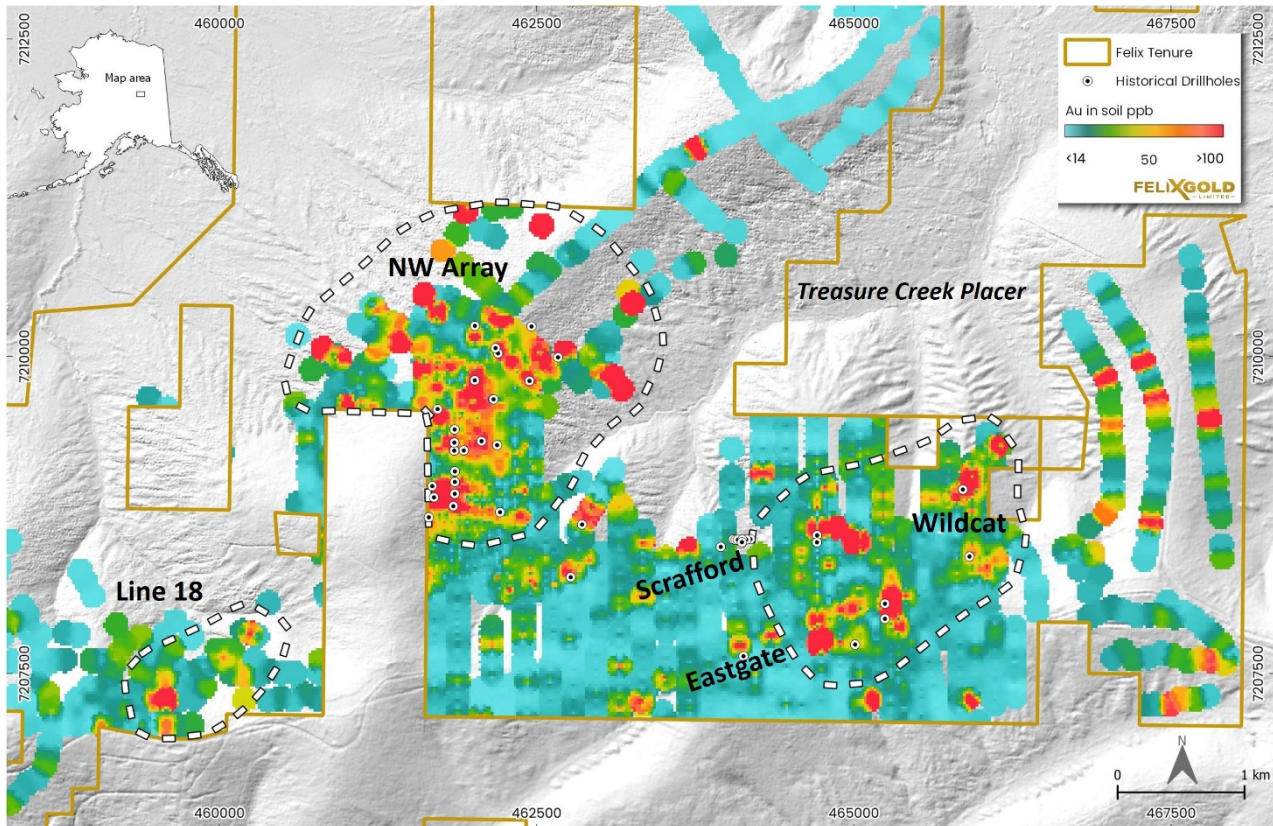 460000
462500
465000
467500
7212500
7212500
Map area
Felix Tenure
Historical Drillholes
Au in soil ppb
<14
50
>100
FELIXGOLD
LIMITED
NW Array
Treasure Creek Placer
7210000
7210000
Wildcat
Scrafford
Line 18
Eastgate
7207500
7207500
N
0
1 km
460000
462500
465000
467500